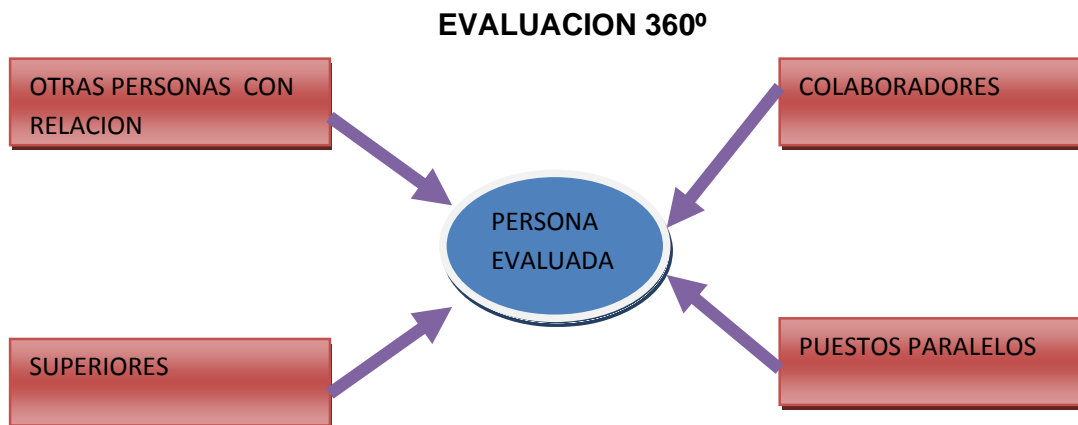 EVALUACION 360º
OTRAS PERSONAS CON
RELACION
COLABORADORES
PERSONA
EVALUADA
SUPERIORES
PUESTOS PARALELOS